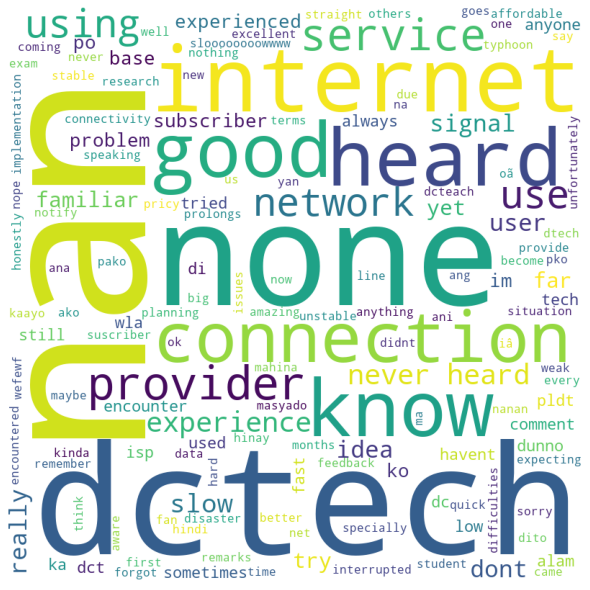 coming well straight others goes affordable
using po experienced excellent service one anyone
slooooooowwww nothing typhoon say
exam never base internet
stable research new due na
connectivity subscriber always signal
problem good heard
speaking terms
implementation nope honestly
tried us yan oã unfortunately
familiar network yet use
notify pricy prolongs dcteach user
nan none
ana di now line ang become dtech provide pko
issues im far
kaayo ako planning big amazing unstable anything ani tech situation
still wla
suscriber ok connection didnt iã
mahina never heard weak every
maybe provider know
encounter masyado ma nanan pldt
experience comment
kinda isp used hinay idea havent dunno
remember data hard months feedback ko expecting
wefewf encountered
think slow fast dc quick sorry
really fan disaster better specially low difficulties
aware dctech
hindi net dito
ka first remarks try student alam
dct forgot sometimes time interrupted dont came